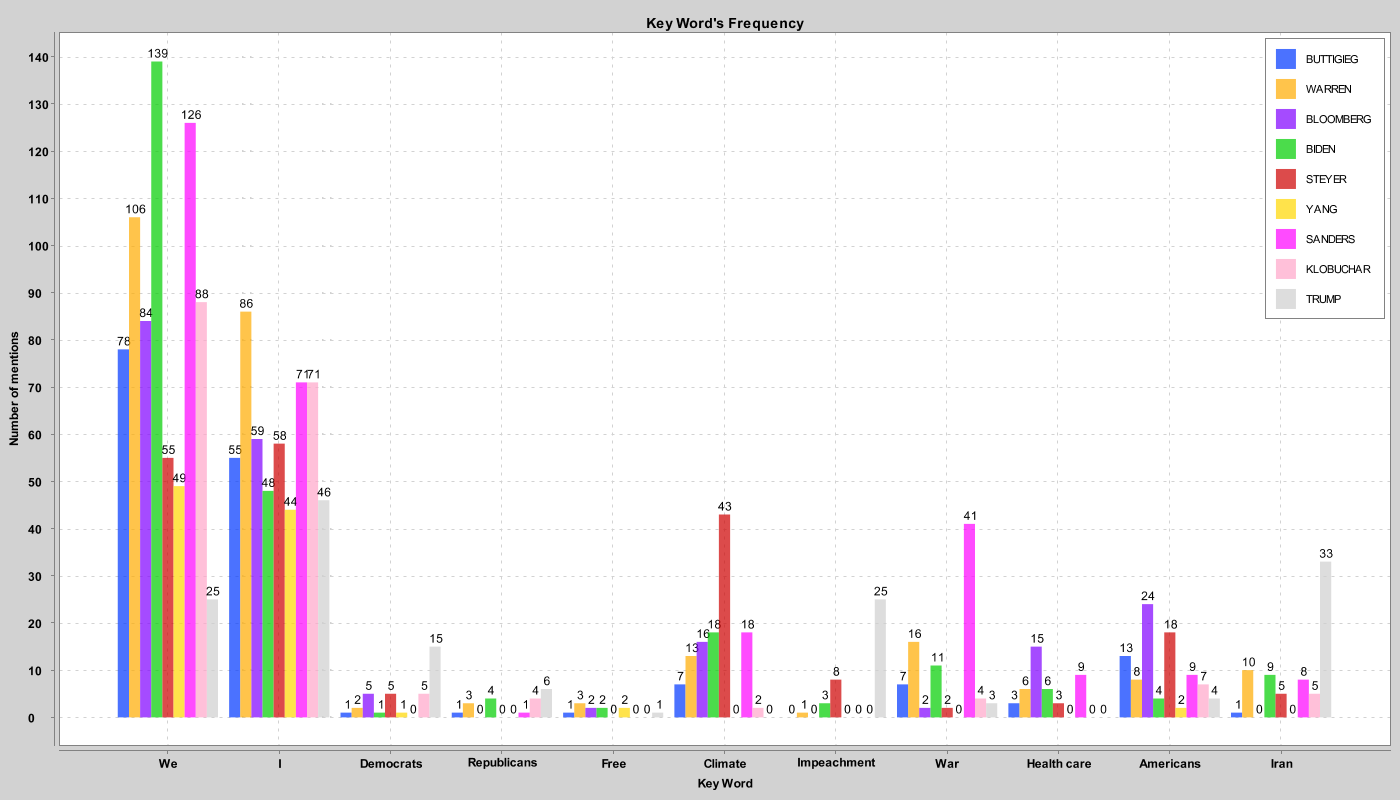 Key Word's Frequency
Number of mentions
140
130
120
110
100
90
80
70
60
50
40
30
20
10
0
78 106 84 139 55 49 126 88 25
55 86 59 48 58 44 71 71 46
1 2 5 1 5 1 0 5 15
1 3 0 4 0 0 1 4 6
1 3 2 2 0 2 0 0 1
7 13 16 18 43 0 18 2 0
0 1 0 3 8 0 0 0 25
7 16 2 11 2 0 41 4 3
3 6 15 6 3 0 9 0 0
13 8 24 4 18 2 9 7 4
1 10 0 9 5 0 8 5 33
We I Democrats Republicans Free Climate Impeachment War Health care Americans Iran
Key Word
BUTTIGIEG
WARREN
BLOOMBERG
BIDEN
STEYER
YANG
SANDERS
KLOBUCHAR
TRUMP